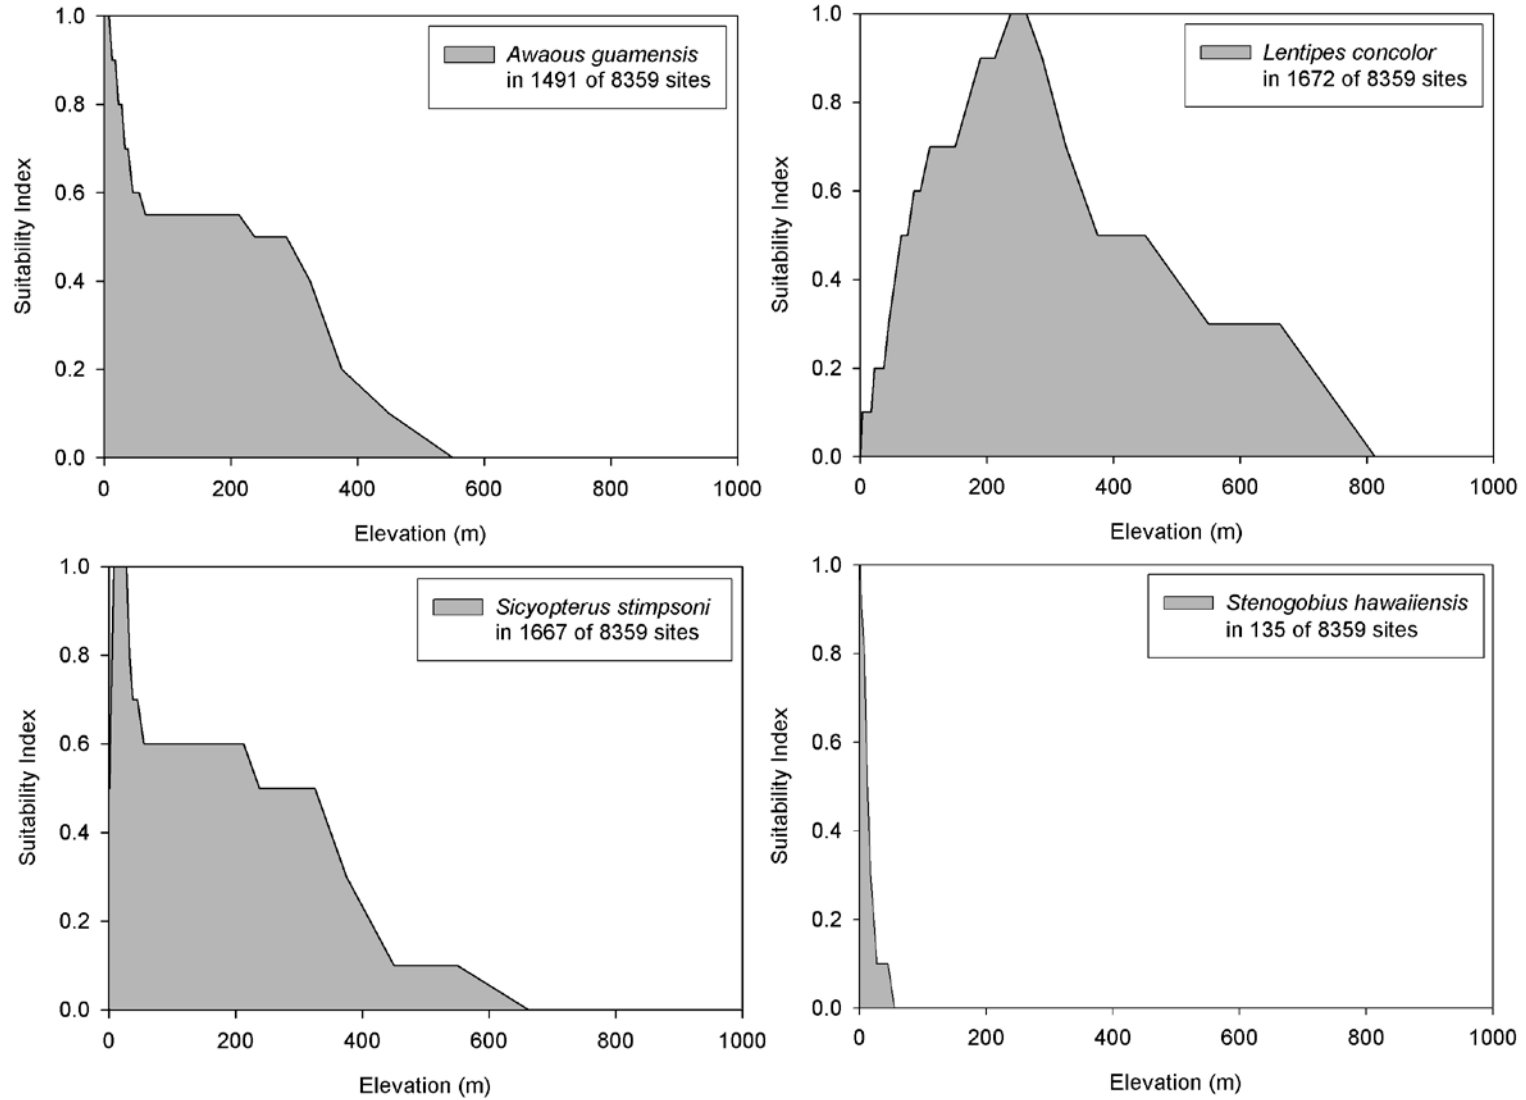 1.0
0.8
0.6
0.4
0.2
0.0
Suitability Index
Awaous guamensis
in 1491 of 8359 sites
0 200 400 600 800 1000
Elevation (m)
1.0
0.8
0.6
0.4
0.2
0.0
Suitability Index
Lentipes concolor
in 1672 of 8359 sites
0 200 400 600 800 1000
Elevation (m)
1.0
0.8
0.6
0.4
0.2
0.0
Suitability Index
Sicyopterus stimpsoni
in 1667 of 8359 sites
0 200 400 600 800 1000
Elevation (m)
1.0
0.8
0.6
0.4
0.2
0.0
Suitability Index
Stenogobius hawaiiensis
in 135 of 8359 sites
0 200 400 600 800 1000
Elevation (m)